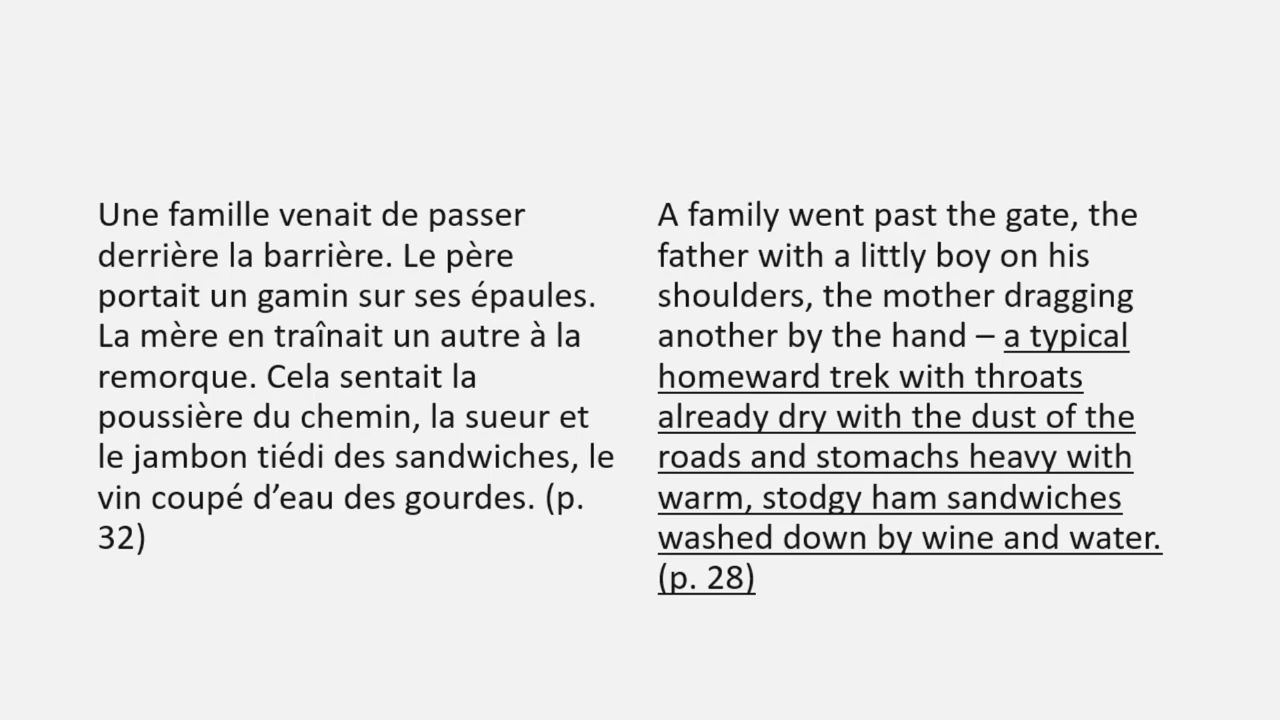 Une famille venait de passer
derrière la barrière. Le père
portait un gamin sur ses épaules.
La mère en traînait un autre à la
remorque. Cela sentait la
poussière du chemin, la sueur et
le jambon tiédi des sandwiches, le
vin coupé d’eau des gourdes. (p.
32)
A family went past the gate, the
father with a littly boy on his
shoulders, the mother dragging
another by the hand – a typical
homeward trek with throats
already dry with the dust of the
roads and stomachs heavy with
warm, stodgy ham sandwiches
washed down by wine and water.
(p. 28)